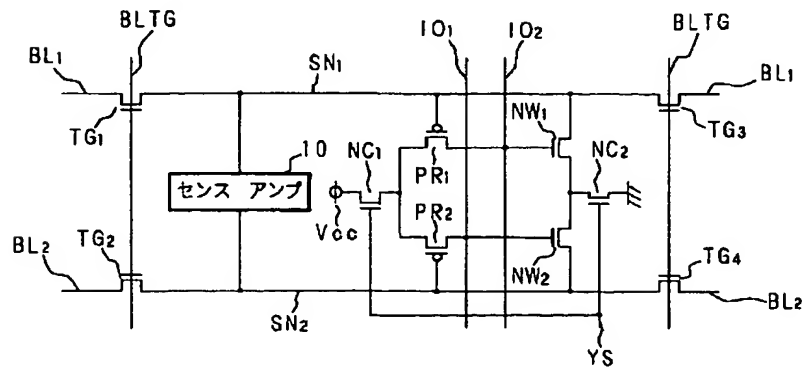 BLTG IO₁ IO₂ BLTG
BL₁ SN₁ BL₁
TG₁ NW₁ TG₃
10 NC₁ NC₂
センス アンプ PR₁
Vcc PR₂
BL₂ TG₂ NW₂ TG₄
SN₂ BL₂
YS